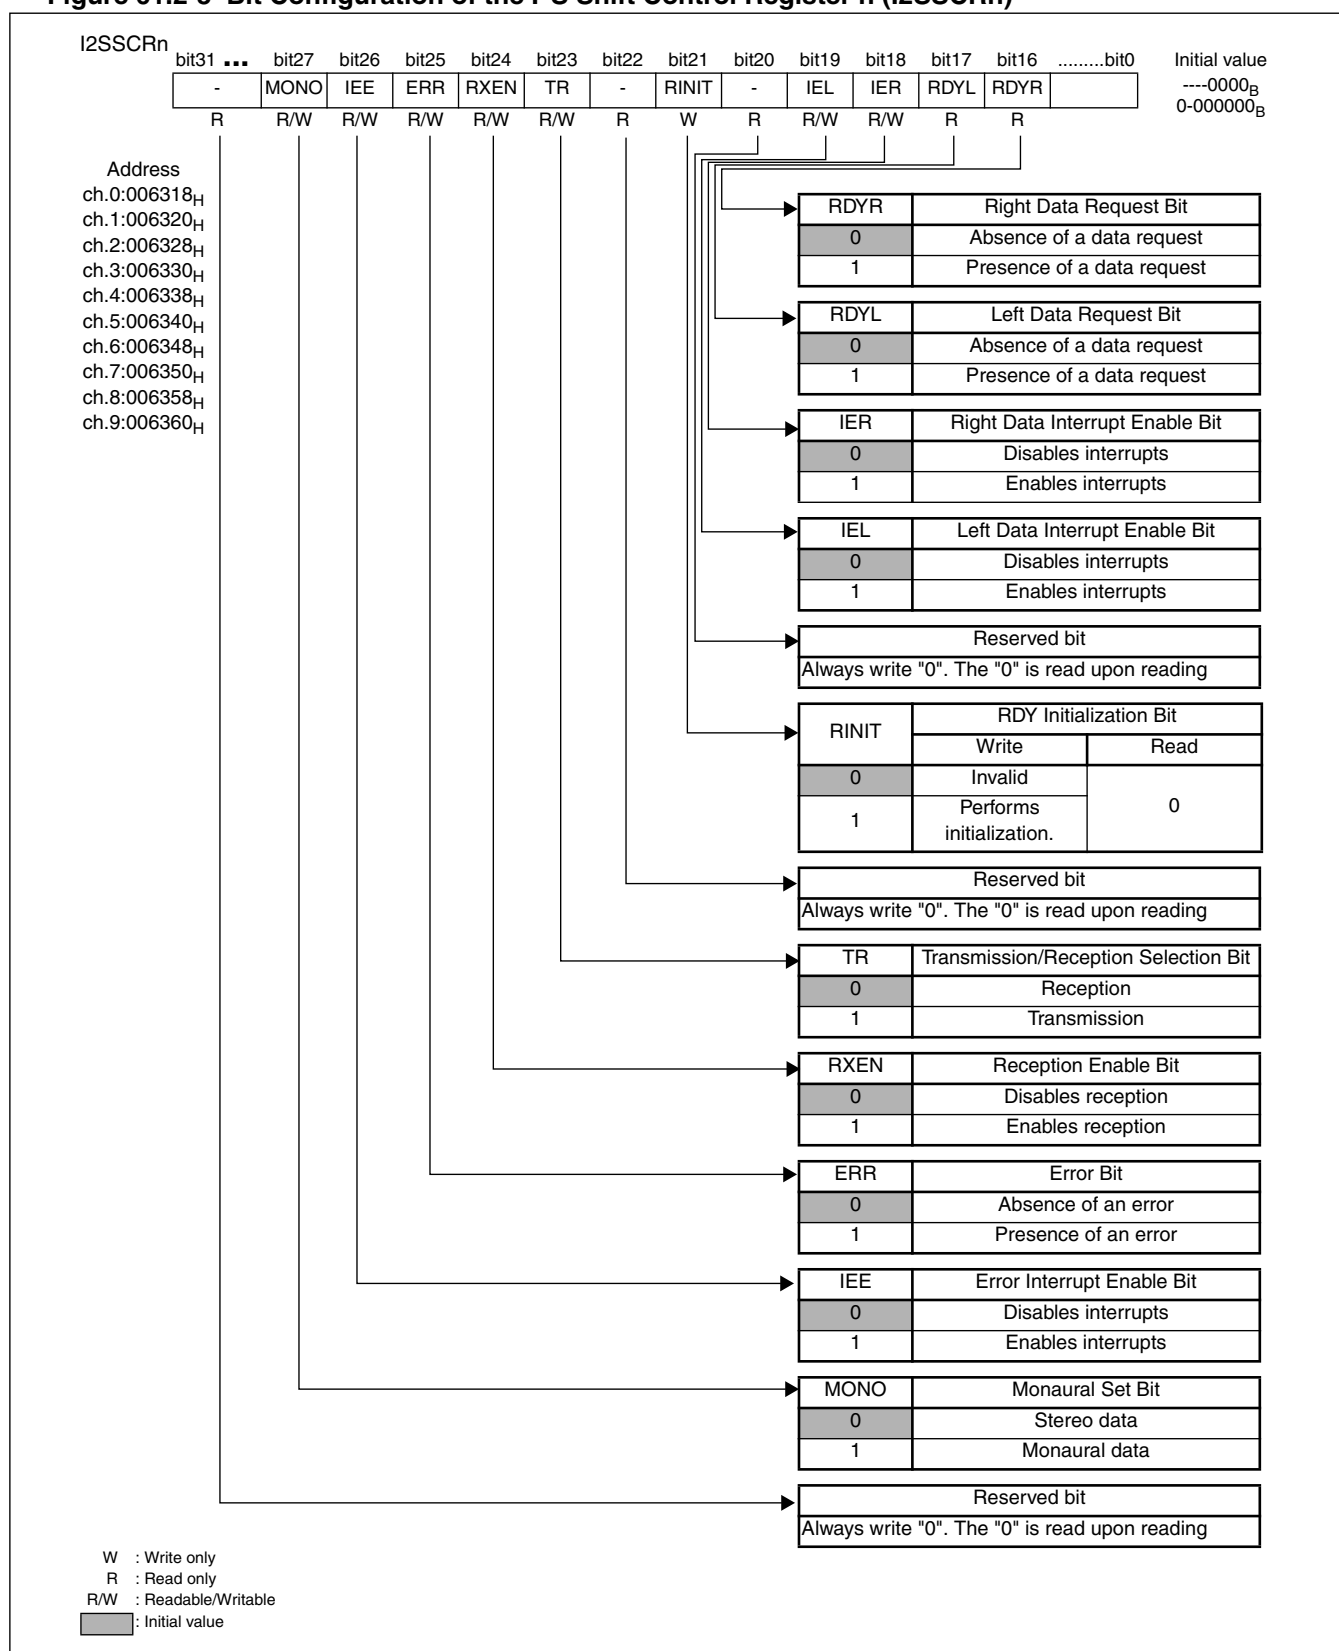 I2SSCRn
bit31 ... bit27 bit26 bit25 bit24 bit23 bit22 bit21 bit20 bit19 bit18 bit17 bit16 .........bit0 Initial value
- MONO IEE ERR RXEN TR - RINIT - IEL IER RDYL RDYR ----0000B
0-000000B
R R/W R/W R/W R/W R/W R W R R/W R/W R R
Address
ch.0:006318H
ch.1:006320H
ch.2:006328H
ch.3:006330H
ch.4:006338H
ch.5:006340H
ch.6:006348H
ch.7:006350H
ch.8:006358H
ch.9:006360H
RDYR Right Data Request Bit
0 Absence of a data request
1 Presence of a data request
RDYL Left Data Request Bit
0 Absence of a data request
1 Presence of a data request
IER Right Data Interrupt Enable Bit
0 Disables interrupts
1 Enables interrupts
IEL Left Data Interrupt Enable Bit
0 Disables interrupts
1 Enables interrupts
Reserved bit
Always write "0". The "0" is read upon reading
RINIT RDY Initialization Bit
Write Read
0 Invalid 0
1 Performs
initialization.
Reserved bit
Always write "0". The "0" is read upon reading
TR Transmission/Reception Selection Bit
0 Reception
1 Transmission
RXEN Reception Enable Bit
0 Disables reception
1 Enables reception
ERR Error Bit
0 Absence of an error
1 Presence of an error
IEE Error Interrupt Enable Bit
0 Disables interrupts
1 Enables interrupts
MONO Monaural Set Bit
0 Stereo data
1 Monaural data
Reserved bit
Always write "0". The "0" is read upon reading
W : Write only
R : Read only
R/W : Readable/Writable
: Initial value